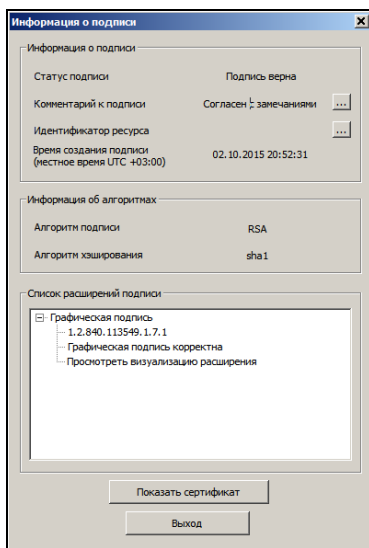 Информация о подписи
Информация о подписи
Статус подписи Подпись верна
Комментарий к подписи Согласен с замечаниями ...
Идентификатор ресурса ...
Время создания подписи
(местное время UTC +03:00) 02.10.2015 20:52:31
Информация об алгоритмах
Алгоритм подписи RSA
Алгоритм хэширования sha1
Список расширений подписи
Графическая подпись
1.2.840.113549.1.7.1
Графическая подпись корректна
Просмотреть визуализацию расширения
Показать сертификат
Выход